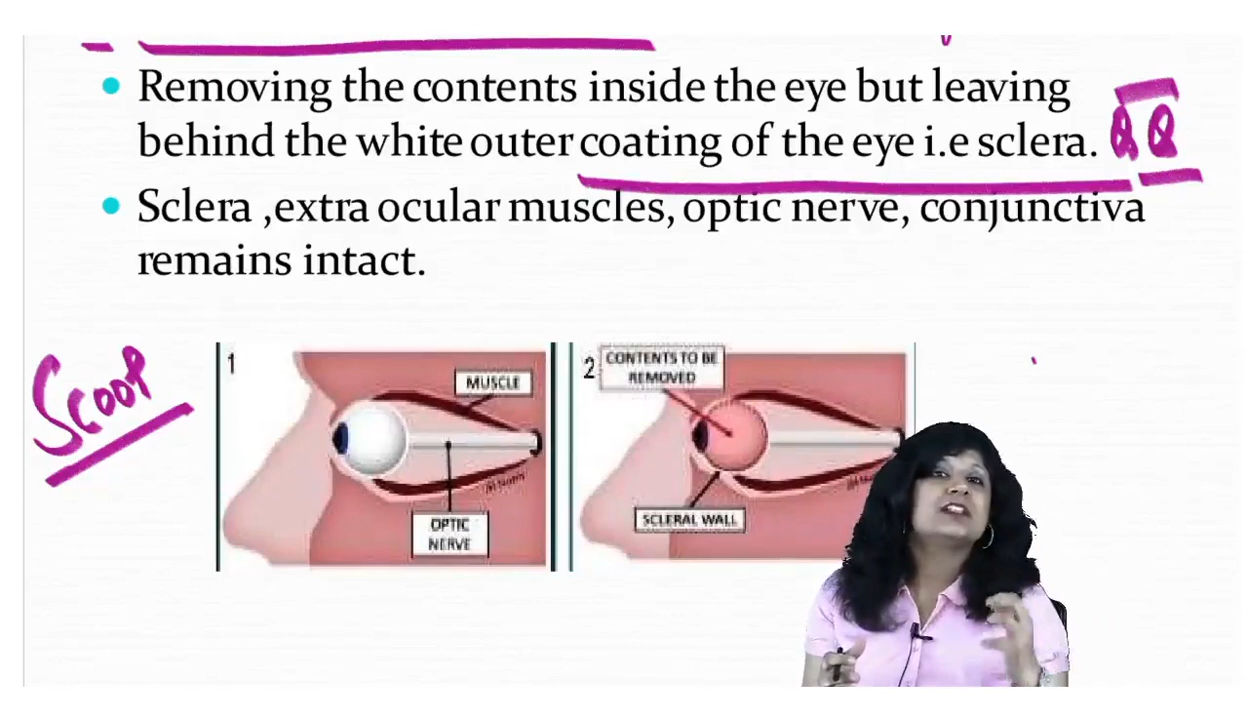 Removing the contents inside the eye but leaving
behind the white outer coating of the eye i.e sclera.
Sclera ,extra ocular muscles, optic nerve, conjunctiva
remains intact.
Scoop
1
MUSCLE
OPTIC
NERVE
2
CONTENTS TO BE
REMOVED
SCLERAL WALL